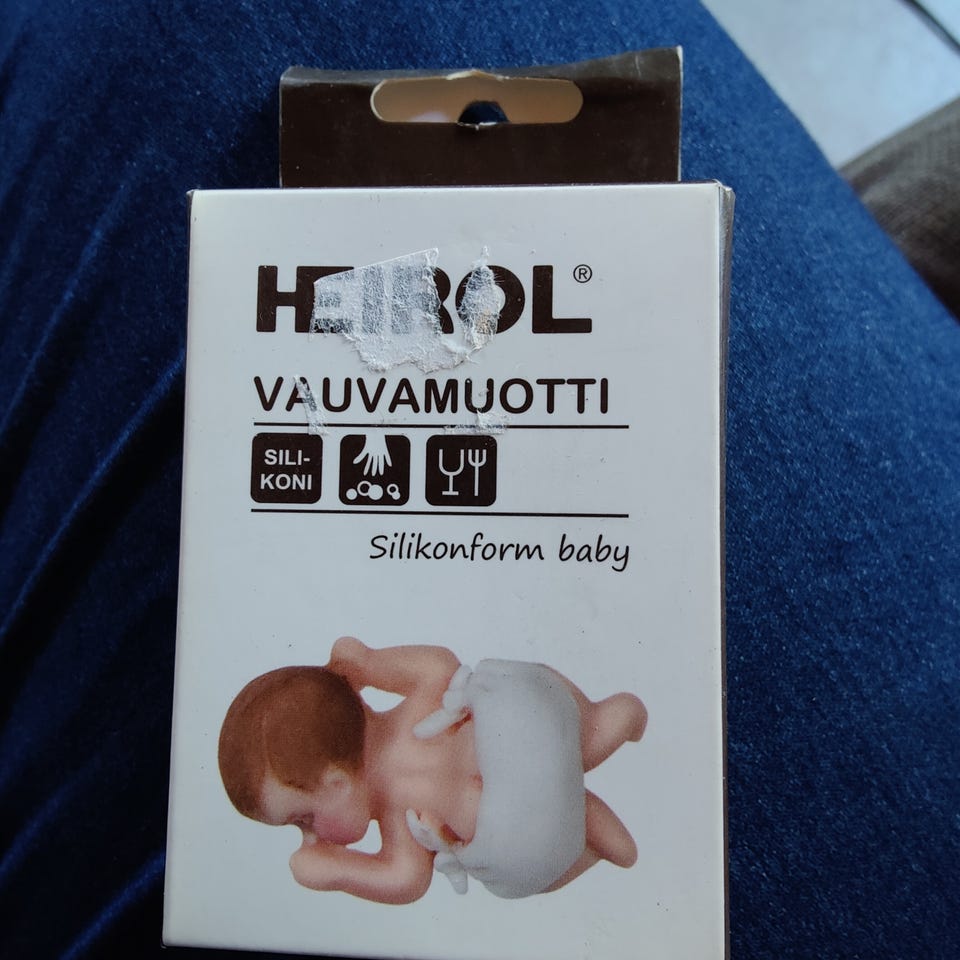 HEIROL®
VAUVAMUOTTI
SILI-
KONI
Silikonform baby